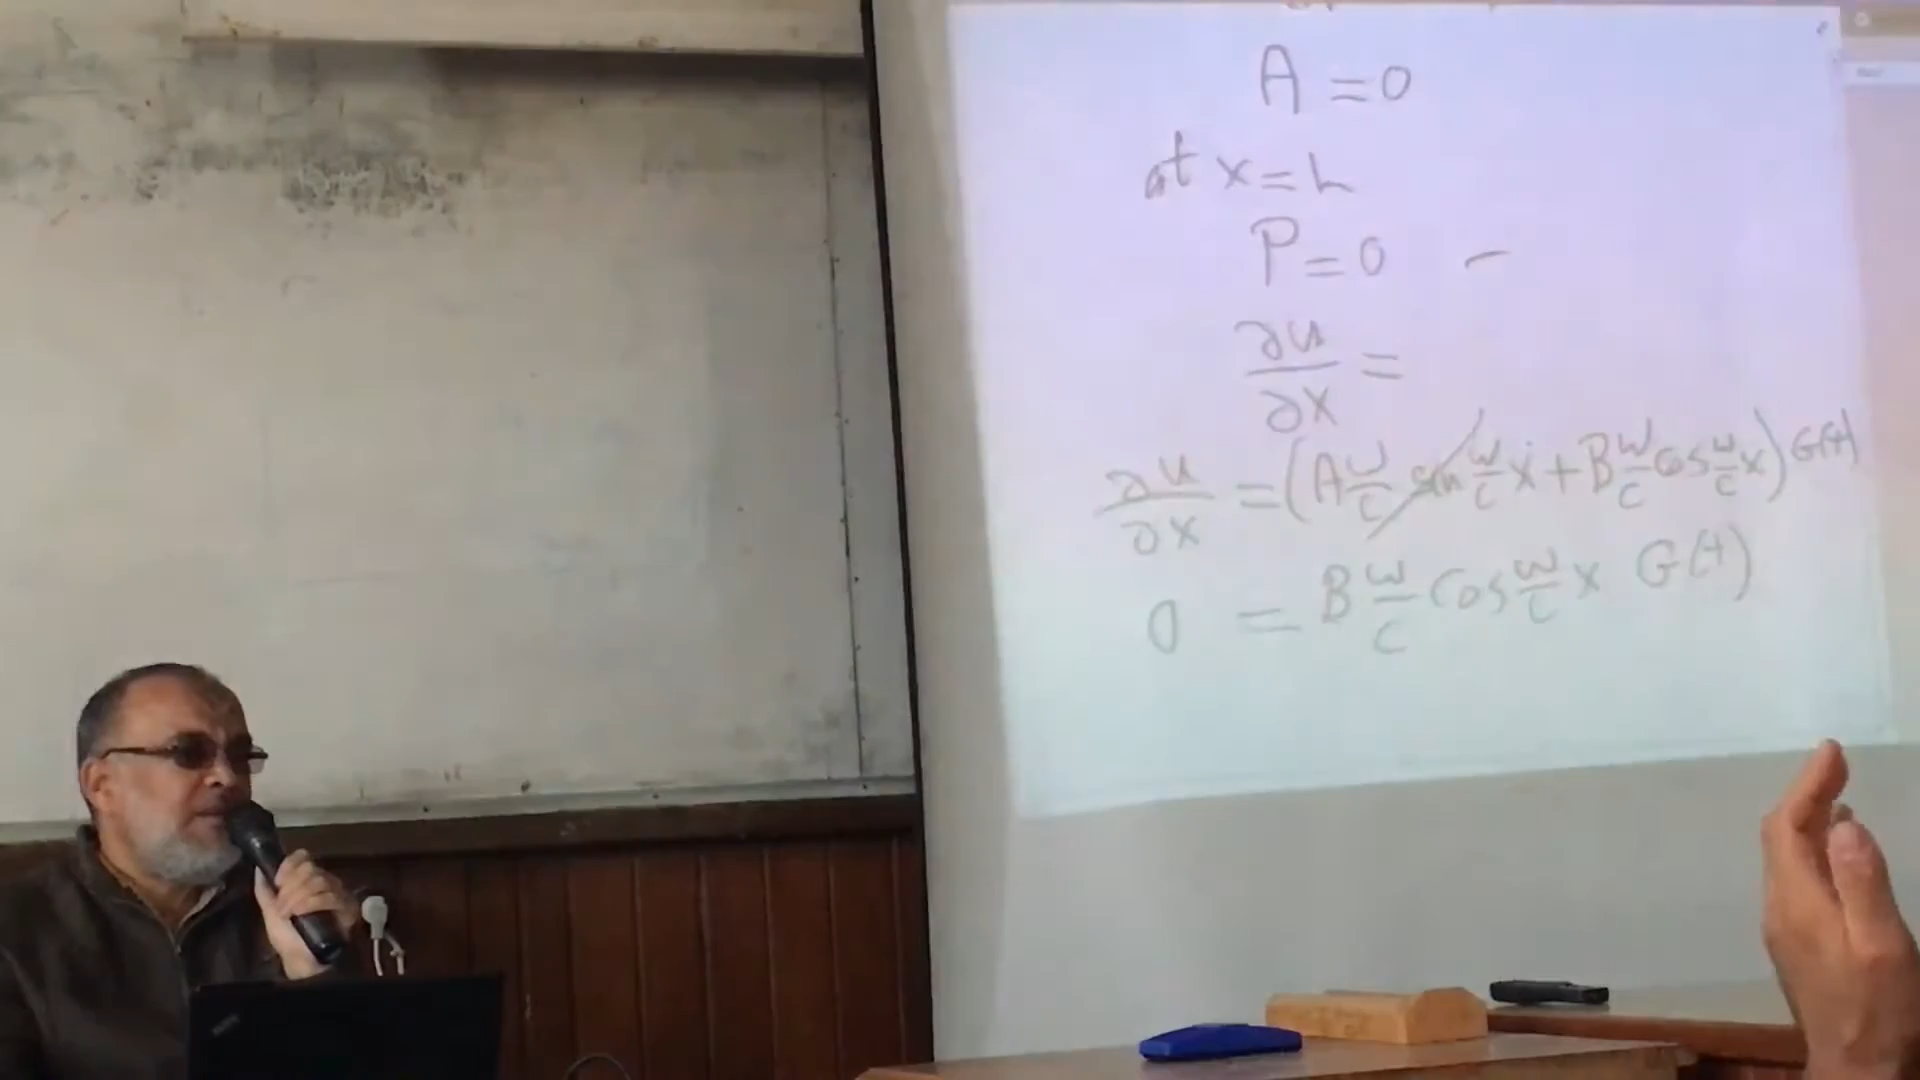 A = 0
at x = L
P = 0 -
∂u/∂x =
∂u/∂x = (A w/c sin w/c x + B w/c cos w/c x) G(t)
0 = B w/c Cos w/c x G(t)